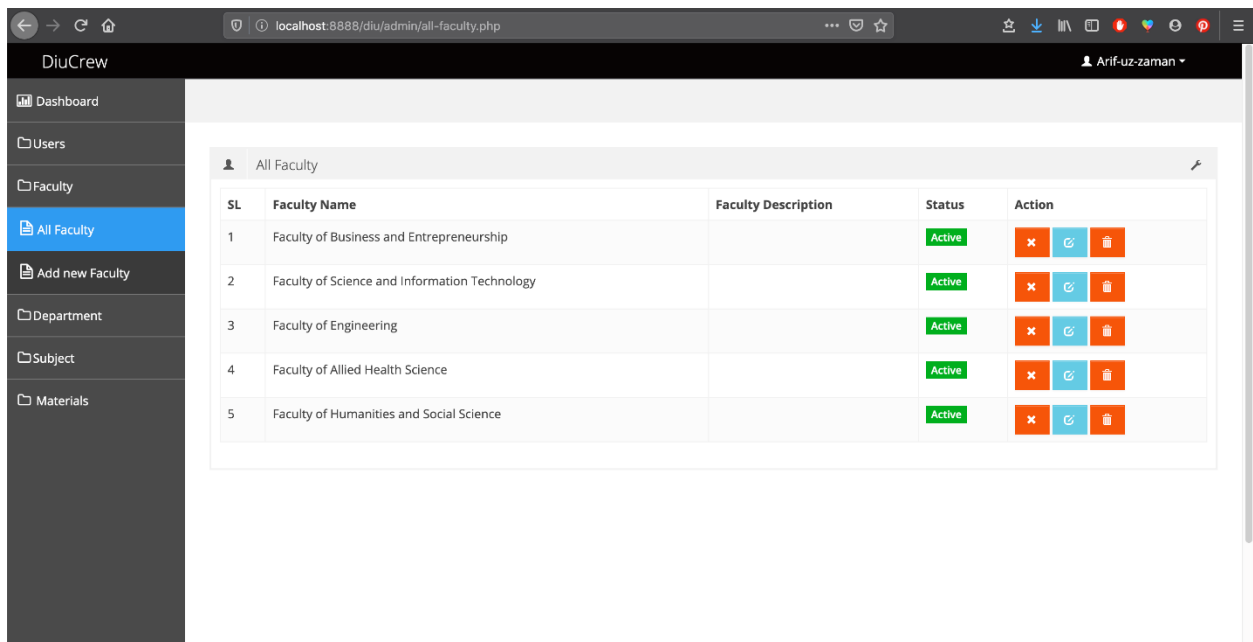 localhost:8888/diu/admin/all-faculty.php
DiuCrew
Arif-uz-zaman
Dashboard
Users
Faculty
All Faculty
Add new Faculty
Department
Subject
Materials
All Faculty
SL Faculty Name Faculty Description Status Action
1 Faculty of Business and Entrepreneurship Active
2 Faculty of Science and Information Technology Active
3 Faculty of Engineering Active
4 Faculty of Allied Health Science Active
5 Faculty of Humanities and Social Science Active